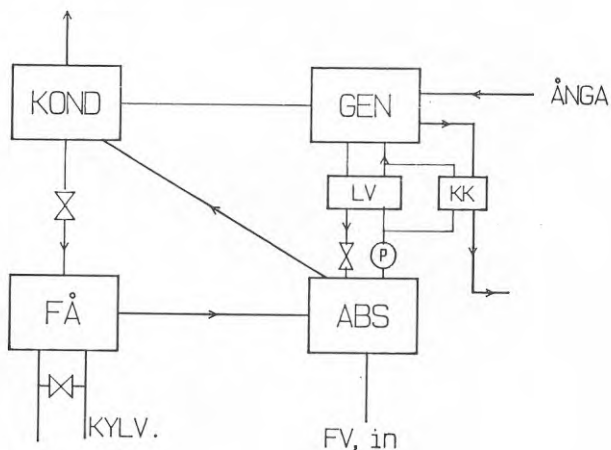 KOND
GEN
ÅNGA
LV
KK
P
FÅ
ABS
KYLV.
FV, in